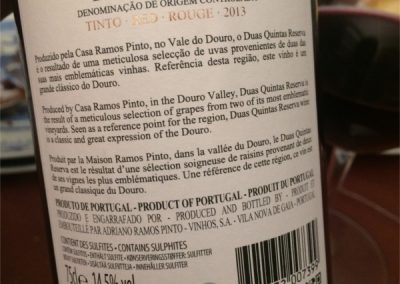 DENOMINAÇÃO DE ORIGEM
TINTO - RED - ROUGE - 2013
Produzido pela Casa Ramos Pinto, no Vale do Douro, o Duas Quintas Reserva
é o resultado de uma meticulosa selecção de uvas provenientes de duas das
suas mais emblemáticas vinhas. Referência desta região, este vinho é um
grande clássico do Douro.
Produced by Casa Ramos Pinto, in the Douro Valley, Duas Quintas Reserva
is the result of a meticulous selection of grapes from two of its most emblematic
vineyards. Seen as a reference point for the region, Duas Quintas Reserva wine
is a classic and great expression of the Douro.
Produit par la Maison Ramos Pinto, dans la vallée du Douro, le Duas Quintas
Reserva est le résultat d'une sélection soigneuse de raisins provenant de deux
de ses vignes les plus emblématiques. Une référence de cette région, ce vin est
un grand classique du Douro.
PRODUTO DE PORTUGAL - PRODUCT OF PORTUGAL - PRODUIT DU PORTUGAL
PRODUZIDO E ENGARRAFADO POR - PRODUCED AND BOTTLED BY - PRODUIT ET
EMBOUTEILLÉ PAR ADRIANO RAMOS PINTO - VINHOS, S.A. - VILA NOVA DE GAIA - PORTUGAL
CONTIENT DES SULFITES - CONTAINS SULPHITES
75cl 14,5% vol